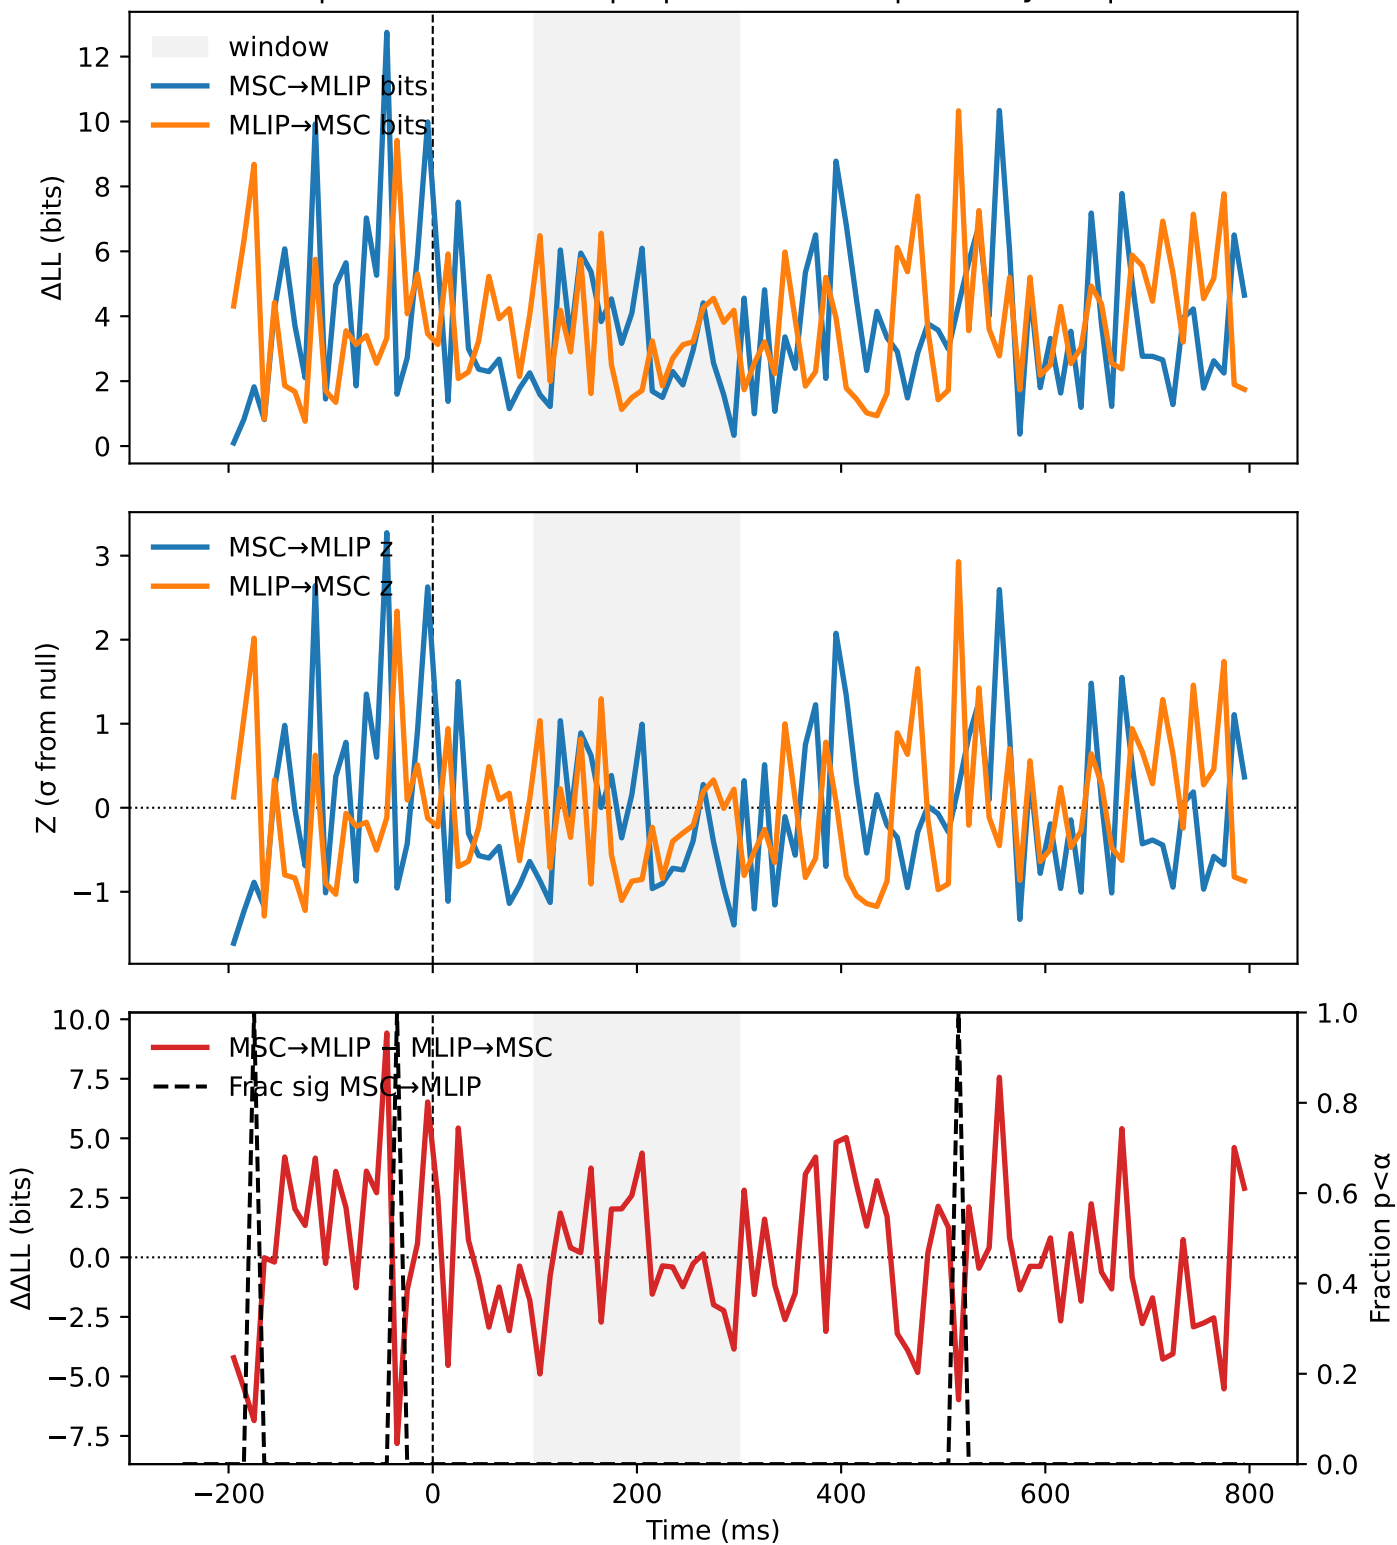 window
MSC→MLIP bits
MLIP→MSC bits
12
10
8
6
4
2
0
ΔLL (bits)
MSC→MLIP z
MLIP→MSC z
3
2
1
0
−1
Z (σ from null)
MSC→MLIP − MLIP→MSC
Frac sig MSC→MLIP
10.0
7.5
5.0
2.5
0.0
−2.5
−5.0
−7.5
ΔΔLL (bits)
1.0
0.8
0.6
0.4
0.2
0.0
Fraction p<α
−200 0 200 400 600 800
Time (ms)